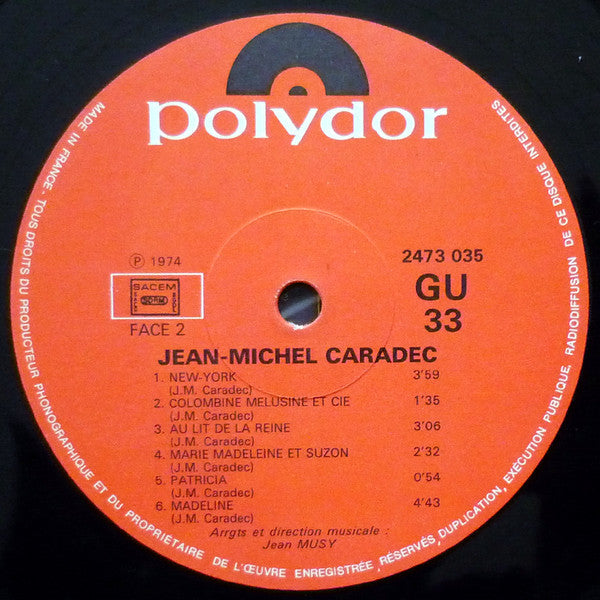 polydor
MADE IN FRANCE. TOUS DROITS DU PRODUCTEUR PHONOGRAPHIQUE ET DU PROPRIETAIRE DE L'ŒUVRE ENREGISTRÉE, RÉSERVÉS, DUPLICATION, EXÉCUTION PUBLIQUE, RADIODIFFUSION DE CE DISQUE INTERDITES
Ⓟ 1974
2473 035
SACEM
SDRM
GU
33
FACE 2
JEAN-MICHEL CARADEC
1. NEW-YORK 3'59
(J.M. Caradec)
2. COLOMBINE MELUSINE ET CIE 1'35
(J.M. Caradec)
3. AU LIT DE LA REINE 3'06
(J.M. Caradec)
4. MARIE MADELEINE ET SUZON 2'32
(J.M. Caradec)
5. PATRICIA 0'54
(J.M. Caradec)
6. MADELINE 4'43
(J.M. Caradec)
Arrgts et direction musicale :
Jean MUSY